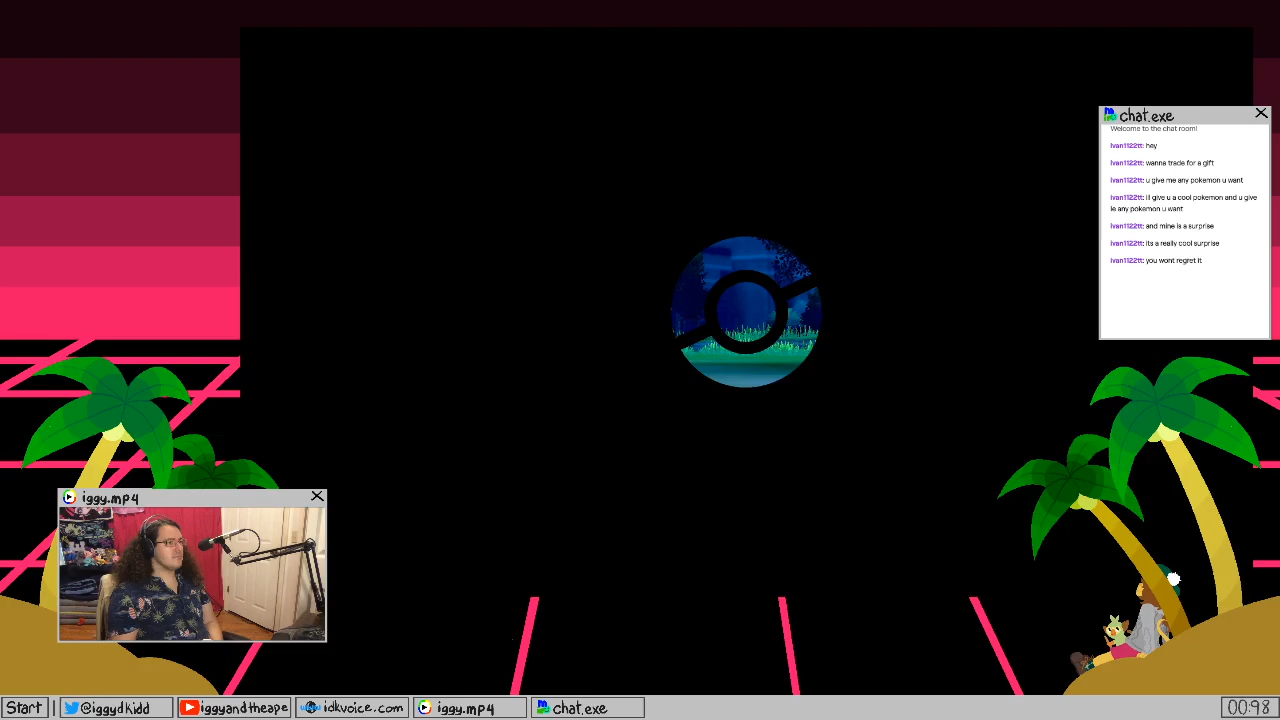 chat.exe
Welcome to the chat room!
ivan1122tt: hey
ivan1122tt: wanna trade for a gift
ivan1122tt: u give me any pokemon u want
ivan1122tt: ill give u a cool pokemon and u give
le any pokemon u want
ivan1122tt: and mine is a surprise
ivan1122tt: its a really cool surprise
ivan1122tt: you wont regret it
iggy.mp4
Start | @iggydkidd iggyandtheape idkvoice.com iggy.mp4 chat.exe 00:98